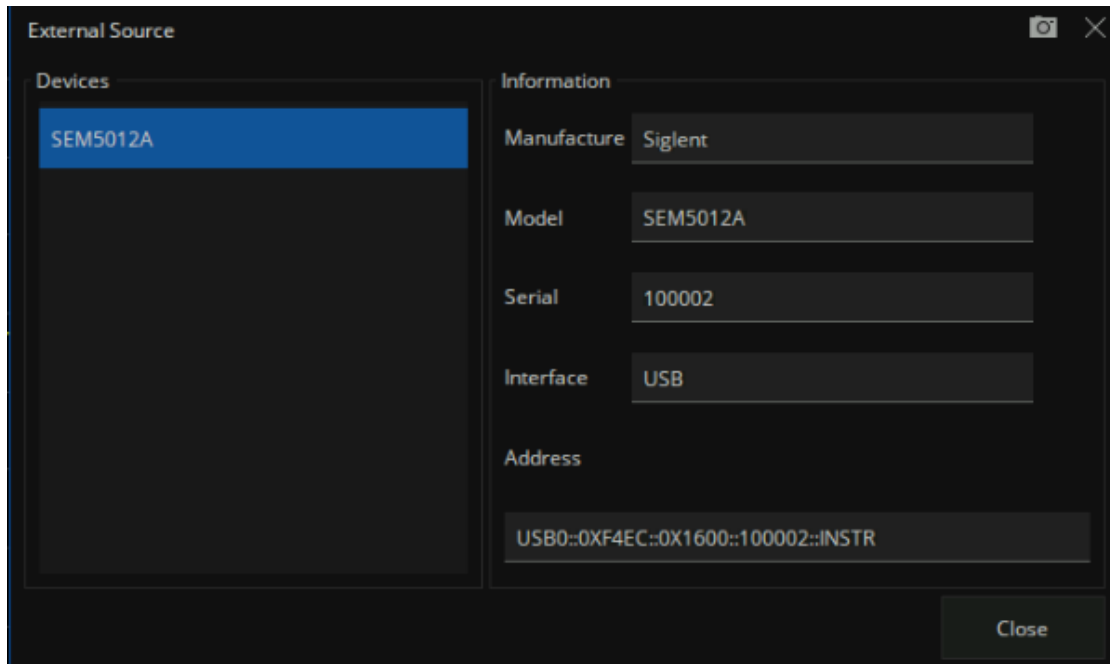 External Source
Devices
SEM5012A
Information
Manufacture Siglent
Model SEM5012A
Serial 100002
Interface USB
Address
USB0::0XF4EC::0X1600::100002::INSTR
Close